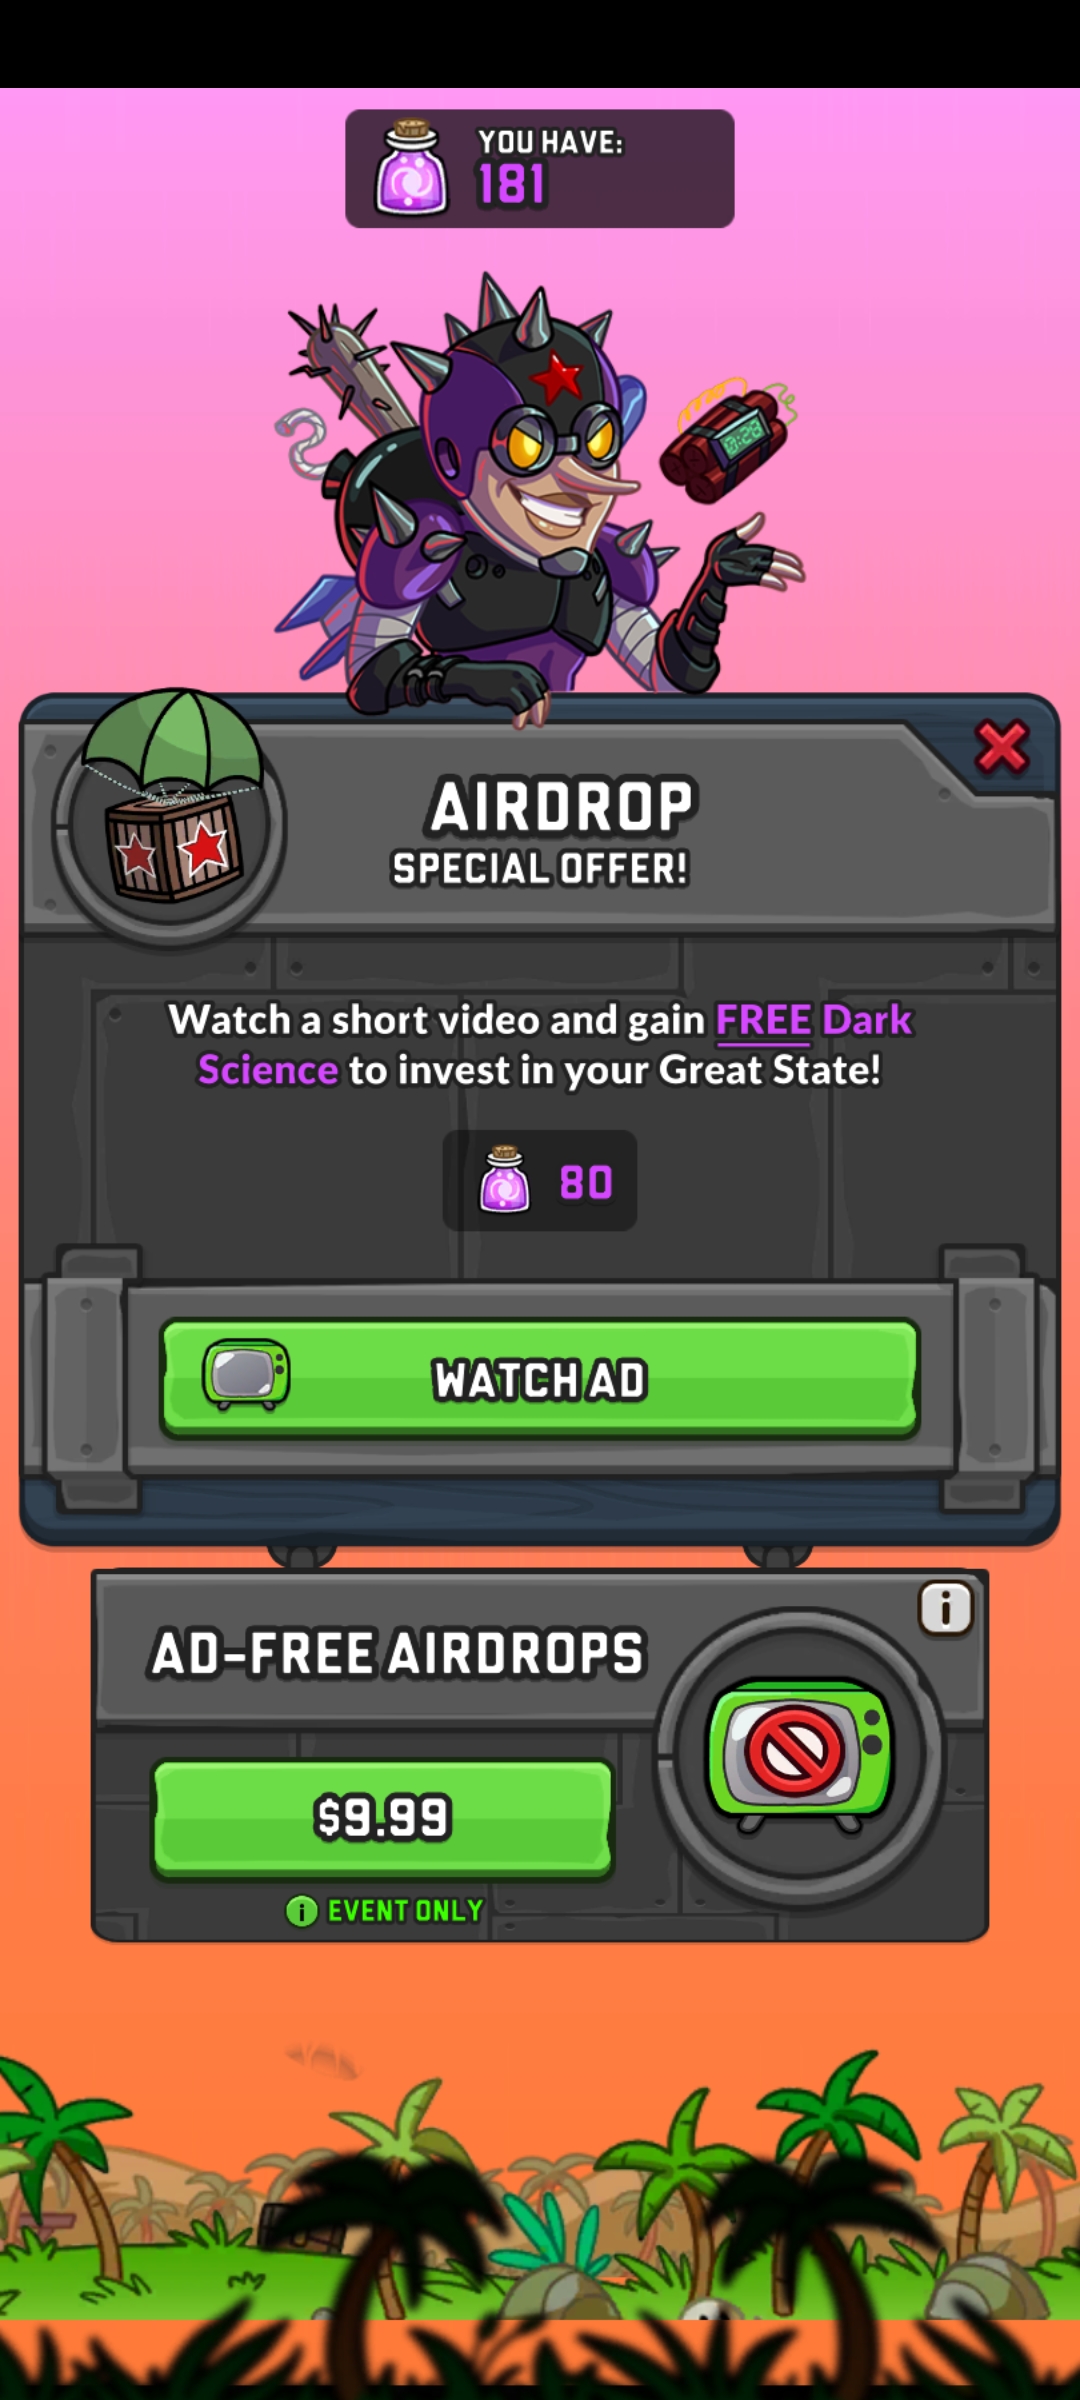 YOU HAVE:
181
0:28
AIRDROP
SPECIAL OFFER!
Watch a short video and gain FREE Dark
Science to invest in your Great State!
80
WATCH AD
i
AD-FREE AIRDROPS
$9.99
i EVENT ONLY